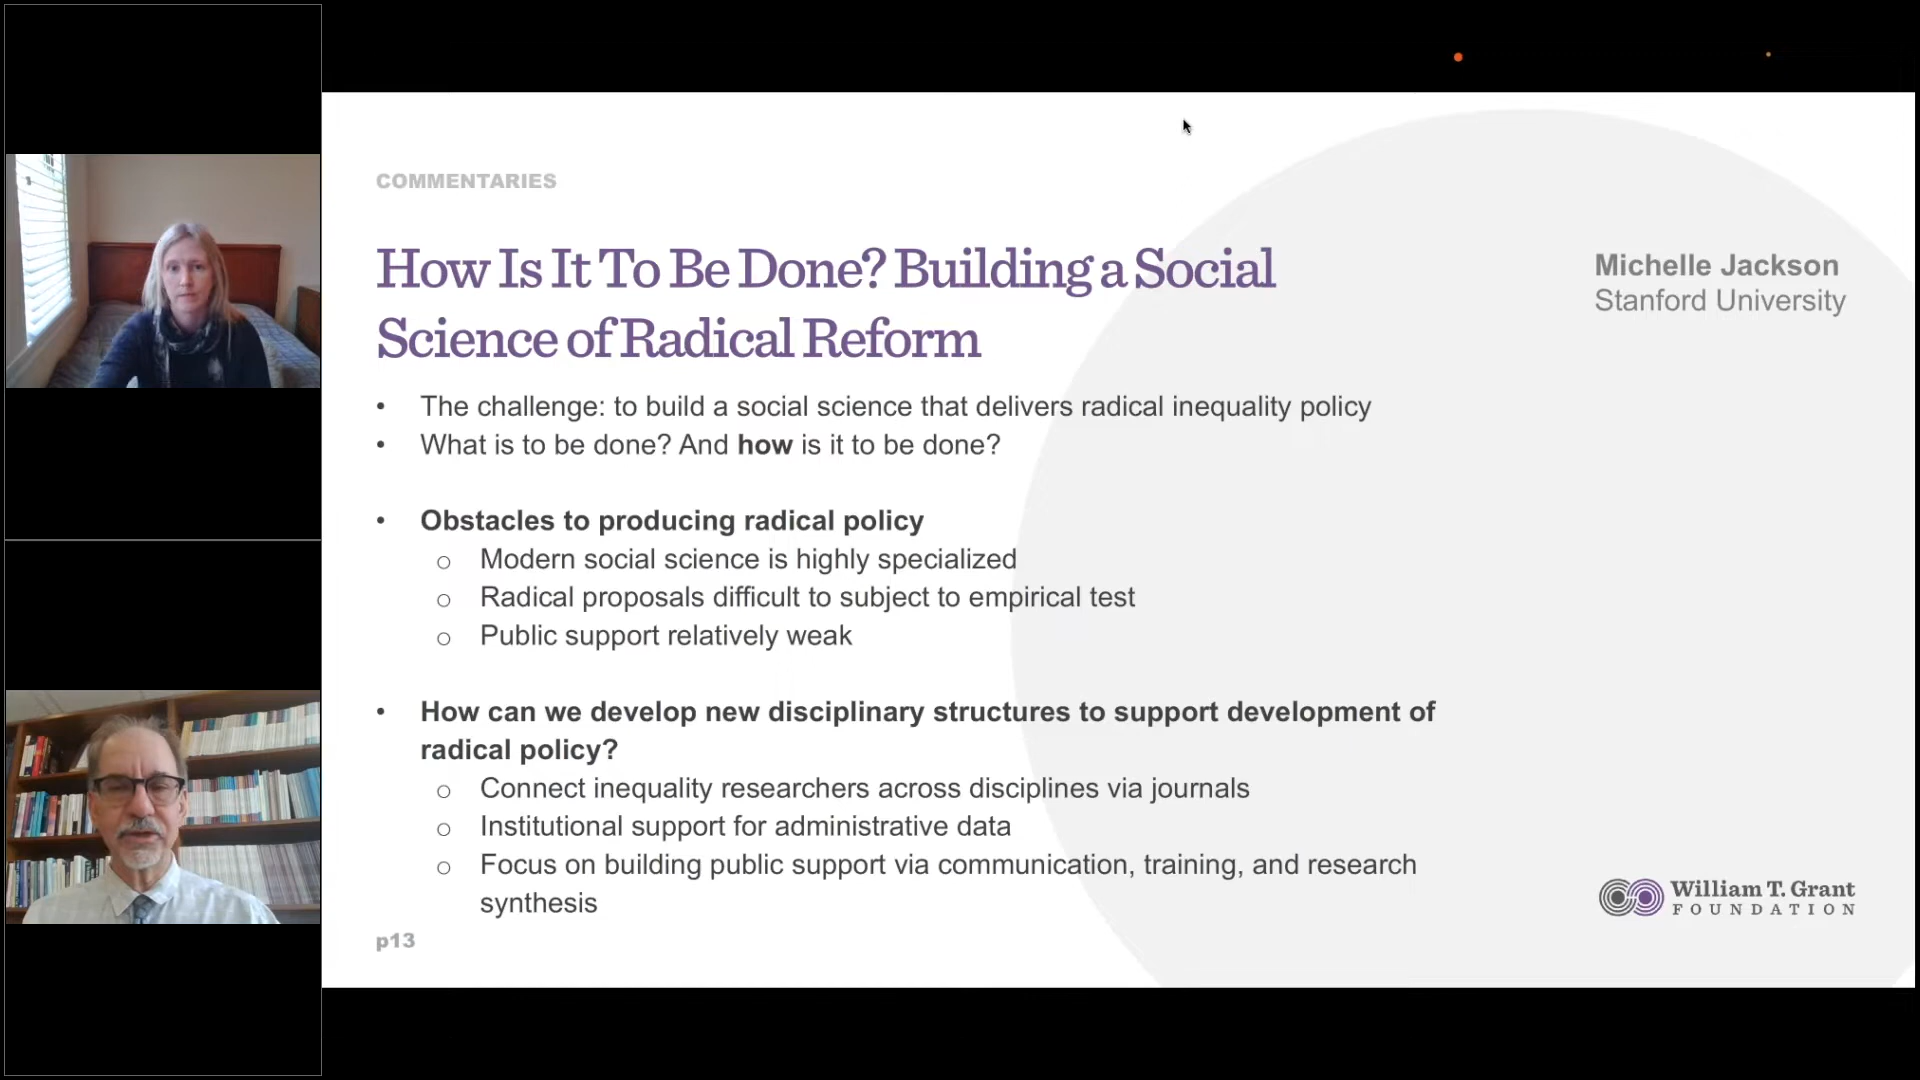 COMMENTARIES
How Is It To Be Done? Building a Social
Science of Radical Reform
Michelle Jackson
Stanford University
• The challenge: to build a social science that delivers radical inequality policy
• What is to be done? And how is it to be done?
• Obstacles to producing radical policy
o Modern social science is highly specialized
o Radical proposals difficult to subject to empirical test
o Public support relatively weak
• How can we develop new disciplinary structures to support development of
radical policy?
o Connect inequality researchers across disciplines via journals
o Institutional support for administrative data
o Focus on building public support via communication, training, and research
synthesis
William T. Grant
FOUNDATION
p13